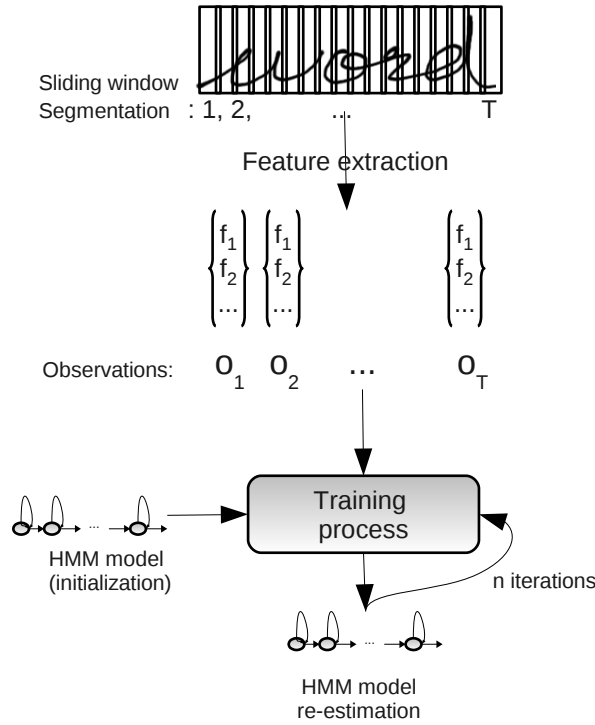 word
Sliding window
Segmentation : 1, 2, ... T
Feature extraction
f1 f1 f1
f2 f2 f2
... ... ...
Observations: O1 O2 ... OT
Training
process
...
HMM model
(initialization)
n iterations
...
HMM model
re-estimation